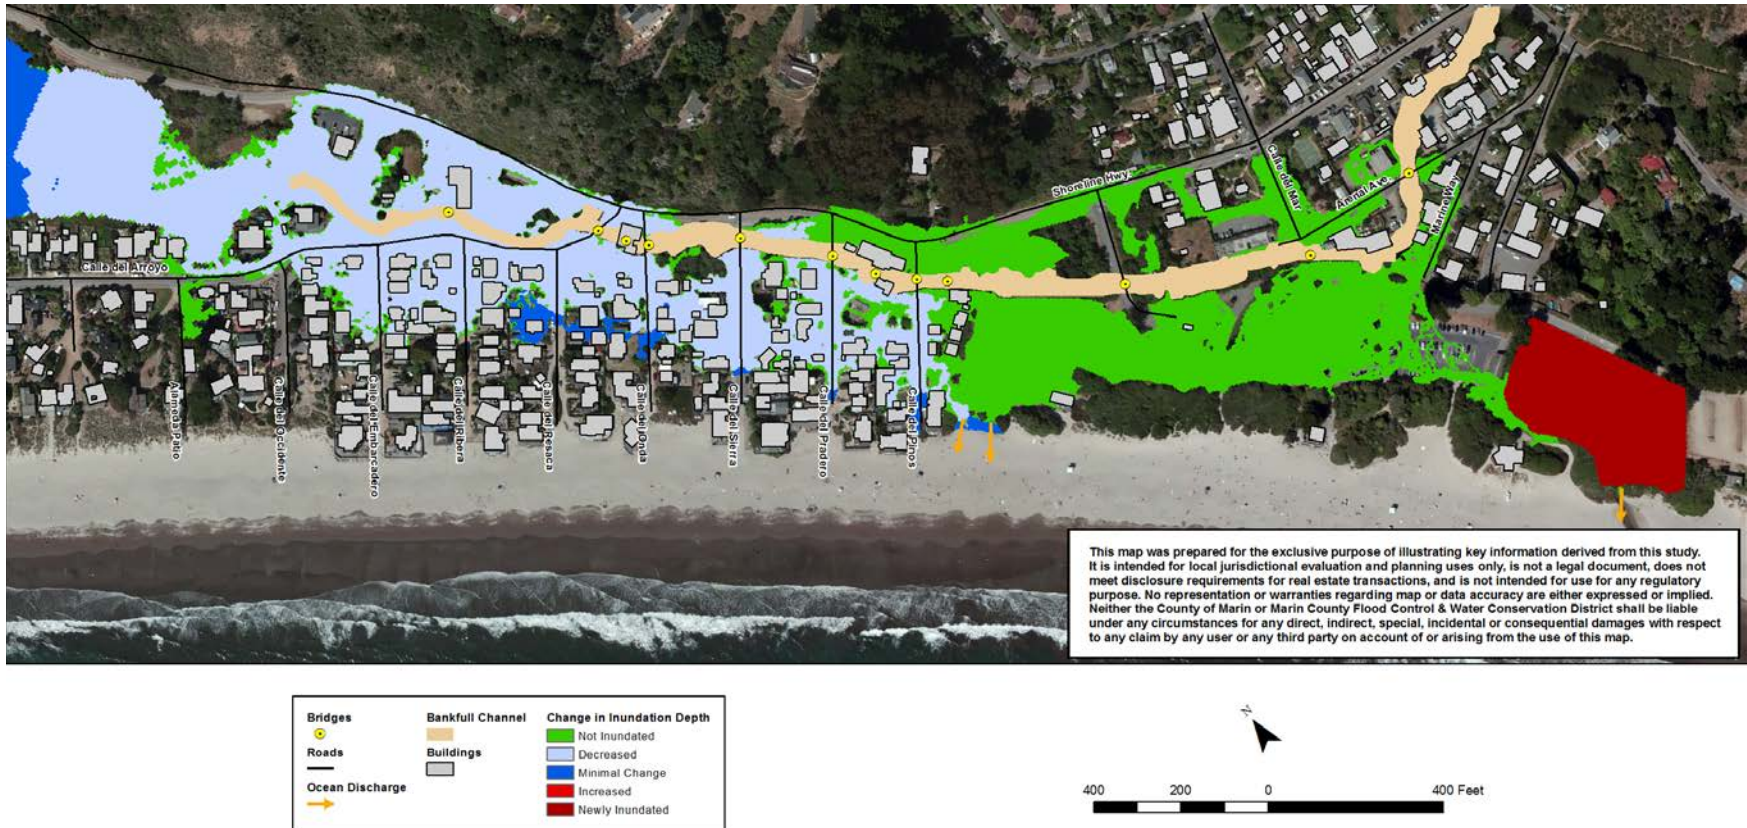 Shoreline Hwy.
Calle del Mar
Arenal Ave.
Marine Way
Calle del Arroyo
Alameda Patio
Calle del Occidente
Calle del Embarcadero
Calle del Ribera
Calle del Resaca
Calle del Onda
Calle del Sierra
Calle del Pradero
Calle del Pinos
This map was prepared for the exclusive purpose of illustrating key information derived from this study.
It is intended for local jurisdictional evaluation and planning uses only, is not a legal document, does not
meet disclosure requirements for real estate transactions, and is not intended for use for any regulatory
purpose. No representation or warranties regarding map or data accuracy are either expressed or implied.
Neither the County of Marin or Marin County Flood Control & Water Conservation District shall be liable
under any circumstances for any direct, indirect, special, incidental or consequential damages with respect
to any claim by any user or any third party on account of or arising from the use of this map.
Bridges
Roads
Ocean Discharge
Bankfull Channel
Buildings
Change in Inundation Depth
Not Inundated
Decreased
Minimal Change
Increased
Newly Inundated
N
400 200 0 400 Feet